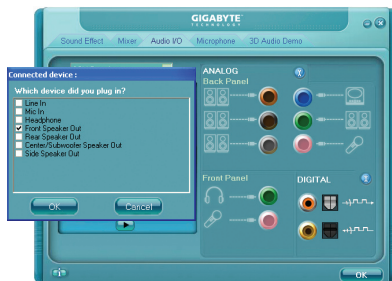 GIGABYTE
TECHNOLOGY
Sound Effect Mixer Audio I/O Microphone 3D Audio Demo
Connected device :
Which device did you plug in?
Line In
Mic In
Headphone
Front Speaker Out
Rear Speaker Out
Center/Subwoofer Speaker Out
Side Speaker Out
OK Cancel
ANALOG
Back Panel
Front Panel
DIGITAL
OK